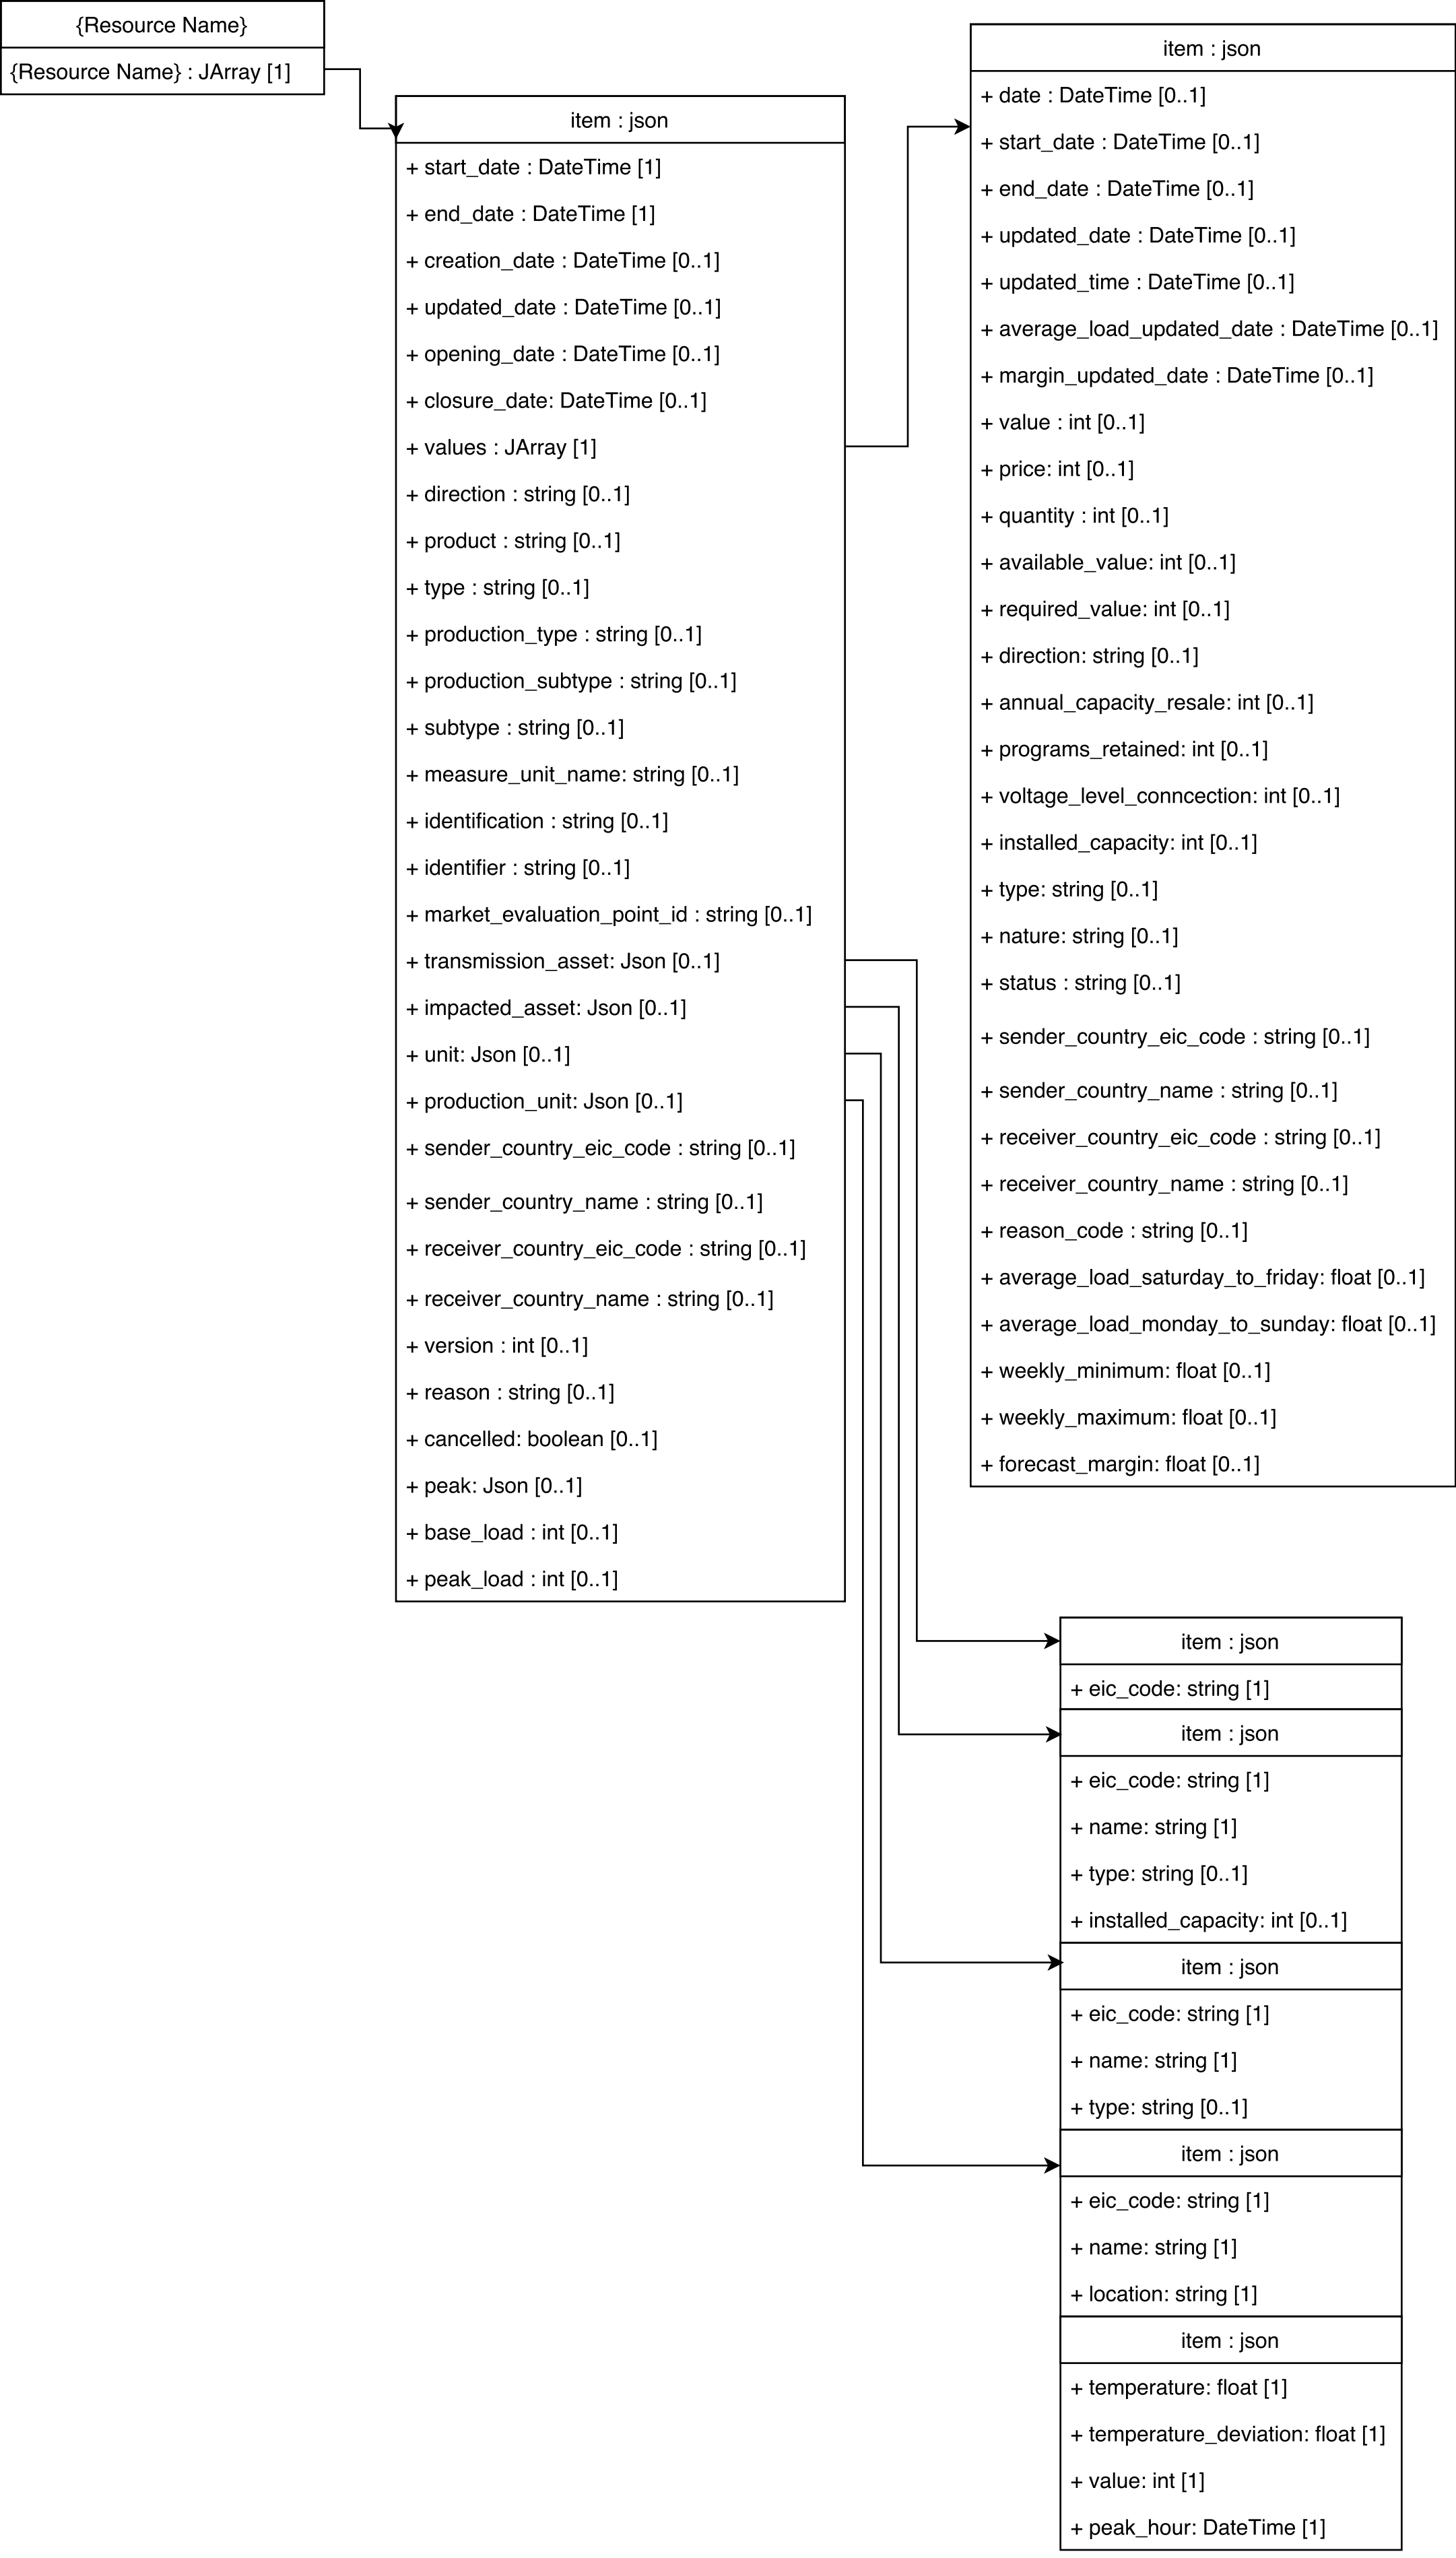 {Resource Name}
{Resource Name} : JArray [1]
item : json
+ start_date : DateTime [1]
+ end_date : DateTime [1]
+ creation_date : DateTime [0..1]
+ updated_date : DateTime [0..1]
+ opening_date : DateTime [0..1]
+ closure_date: DateTime [0..1]
+ values : JArray [1]
+ direction : string [0..1]
+ product : string [0..1]
+ type : string [0..1]
+ production_type : string [0..1]
+ production_subtype : string [0..1]
+ subtype : string [0..1]
+ measure_unit_name: string [0..1]
+ identification : string [0..1]
+ identifier : string [0..1]
+ market_evaluation_point_id : string [0..1]
+ transmission_asset: Json [0..1]
+ impacted_asset: Json [0..1]
+ unit: Json [0..1]
+ production_unit: Json [0..1]
+ sender_country_eic_code : string [0..1]
+ sender_country_name : string [0..1]
+ receiver_country_eic_code : string [0..1]
+ receiver_country_name : string [0..1]
+ version : int [0..1]
+ reason : string [0..1]
+ cancelled: boolean [0..1]
+ peak: Json [0..1]
+ base_load : int [0..1]
+ peak_load : int [0..1]
item : json
+ date : DateTime [0..1]
+ start_date : DateTime [0..1]
+ end_date : DateTime [0..1]
+ updated_date : DateTime [0..1]
+ updated_time : DateTime [0..1]
+ average_load_updated_date : DateTime [0..1]
+ margin_updated_date : DateTime [0..1]
+ value : int [0..1]
+ price: int [0..1]
+ quantity : int [0..1]
+ available_value: int [0..1]
+ required_value: int [0..1]
+ direction: string [0..1]
+ annual_capacity_resale: int [0..1]
+ programs_retained: int [0..1]
+ voltage_level_conncection: int [0..1]
+ installed_capacity: int [0..1]
+ type: string [0..1]
+ nature: string [0..1]
+ status : string [0..1]
+ sender_country_eic_code : string [0..1]
+ sender_country_name : string [0..1]
+ receiver_country_eic_code : string [0..1]
+ receiver_country_name : string [0..1]
+ reason_code : string [0..1]
+ average_load_saturday_to_friday: float [0..1]
+ average_load_monday_to_sunday: float [0..1]
+ weekly_minimum: float [0..1]
+ weekly_maximum: float [0..1]
+ forecast_margin: float [0..1]
item : json
+ eic_code: string [1]
item : json
+ eic_code: string [1]
+ name: string [1]
+ type: string [0..1]
+ installed_capacity: int [0..1]
item : json
+ eic_code: string [1]
+ name: string [1]
+ type: string [0..1]
item : json
+ eic_code: string [1]
+ name: string [1]
+ location: string [1]
item : json
+ temperature: float [1]
+ temperature_deviation: float [1]
+ value: int [1]
+ peak_hour: DateTime [1]